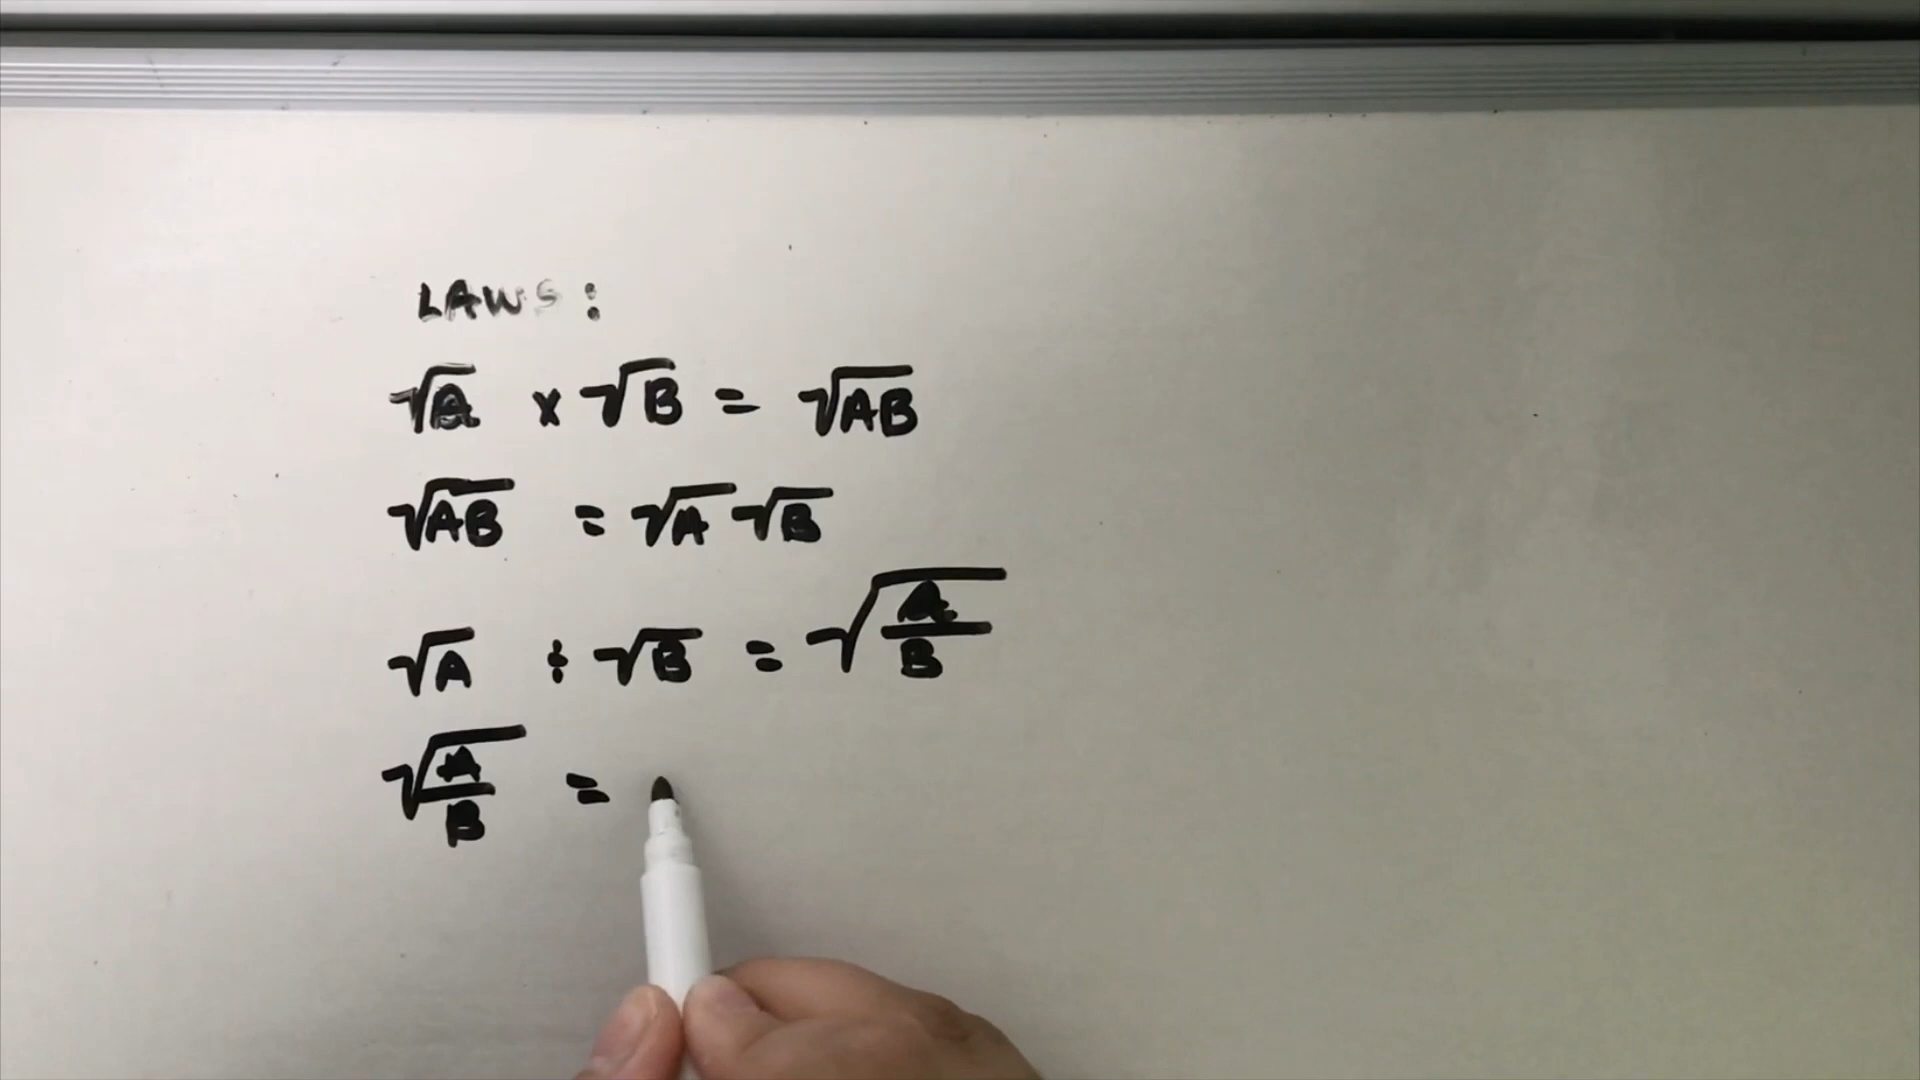 LAWS:
√A × √B = √AB
√AB = √A √B
√A ÷ √B = √(A/B)
√(A/B) =